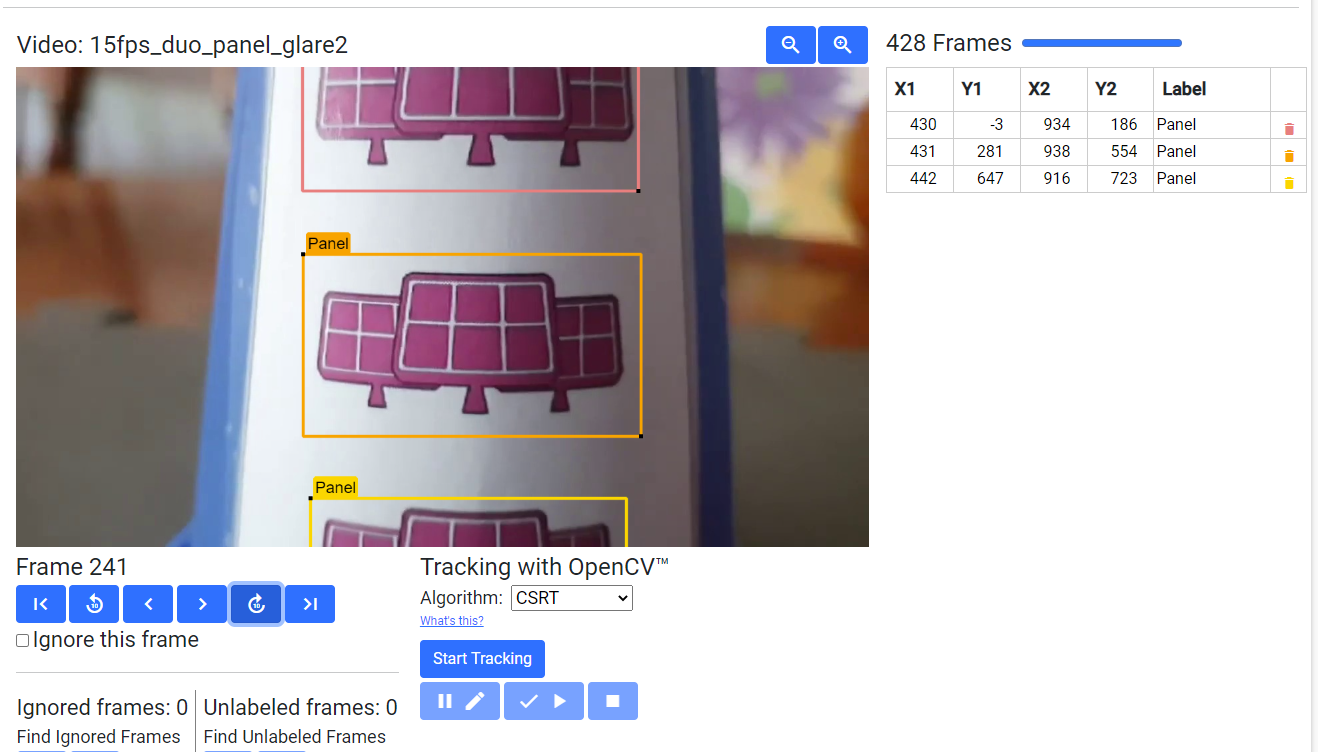 Video: 15fps_duo_panel_glare2
428 Frames
X1 Y1 X2 Y2 Label
430 -3 934 186 Panel
431 281 938 554 Panel
442 647 916 723 Panel
Panel
Panel
Frame 241
10
10
Ignore this frame
Tracking with OpenCV™
Algorithm: CSRT
What's this?
Start Tracking
Ignored frames: 0
Find Ignored Frames
Unlabeled frames: 0
Find Unlabeled Frames